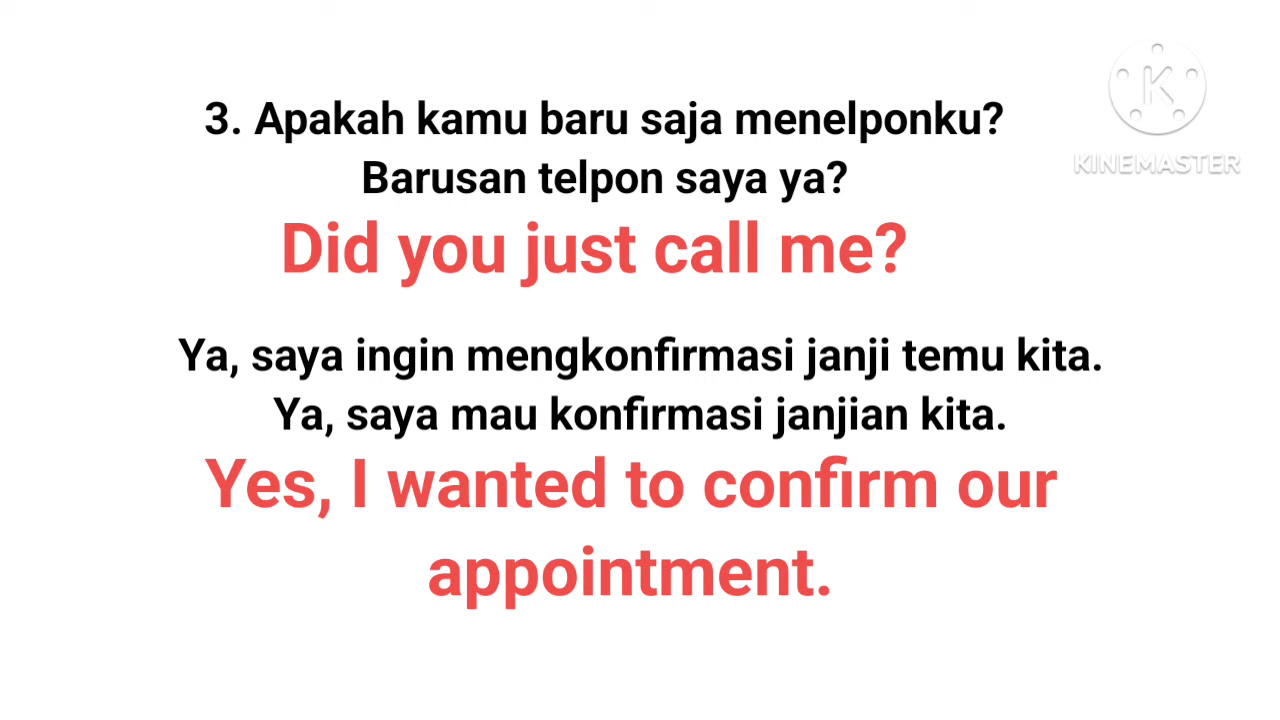 3. Apakah kamu baru saja menelponku?
Barusan telpon saya ya?
Did you just call me?
Ya, saya ingin mengkonfirmasi janji temu kita.
Ya, saya mau konfirmasi janjian kita.
Yes, I wanted to confirm our
appointment.
K
KINEMASTER